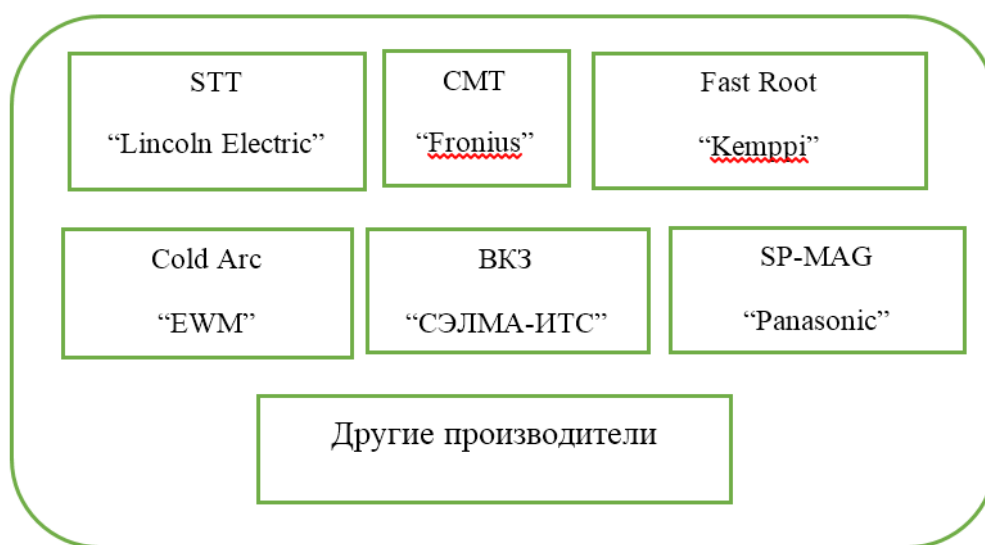 STT
“Lincoln Electric”
CMT
“Fronius”
Fast Root
“Kemppi”
Cold Arc
“EWM”
ВКЗ
“СЭЛМА-ИТС”
SP-MAG
“Panasonic”
Другие производители